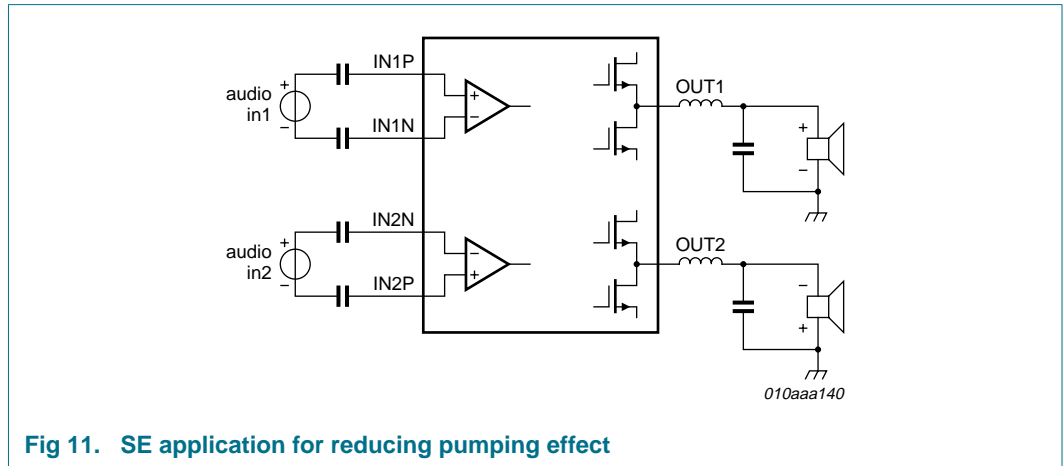 IN1P
OUT1
+
audio
in1
−
+
−
IN1N
+
−
IN2N
OUT2
+
audio
in2
−
−
+
IN2P
−
+
010aaa140
Fig 11. SE application for reducing pumping effect